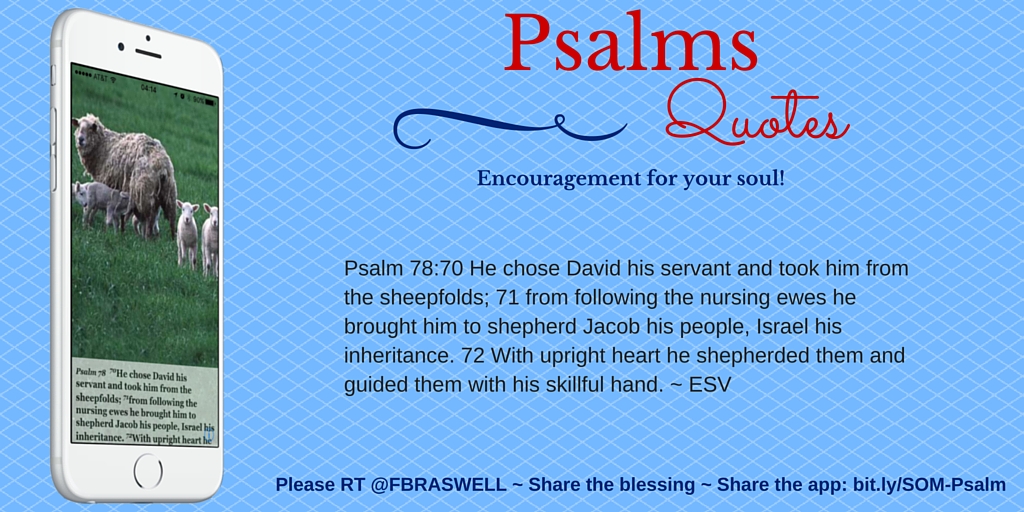 Psalms
Quotes
Encouragement for your soul!
Psalm 78:70 He chose David his servant and took him from
the sheepfolds; 71 from following the nursing ewes he
brought him to shepherd Jacob his people, Israel his
inheritance. 72 With upright heart he shepherded them and
guided them with his skillful hand. ~ ESV
AT&T
04:14
90%
Psalm 78 70He chose David his
servant and took him from the
sheepfolds; 71from following the
nursing ewes he brought him to
shepherd Jacob his people, Israel his
inheritance. 72With upright heart he
Please RT @FBRASWELL ~ Share the blessing ~ Share the app: bit.ly/SOM-Psalm